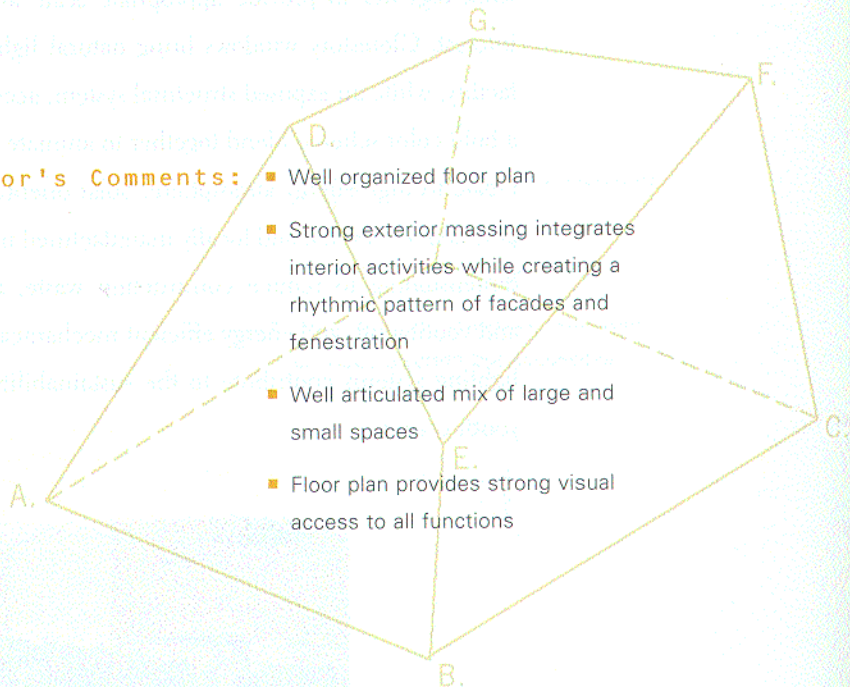 G.
F.
D.
or's Comments:
Well organized floor plan
Strong exterior massing integrates
interior activities while creating a
rhythmic pattern of facades and
fenestration
Well articulated mix of large and
small spaces
Floor plan provides strong visual
access to all functions
C.
E.
A.
B.